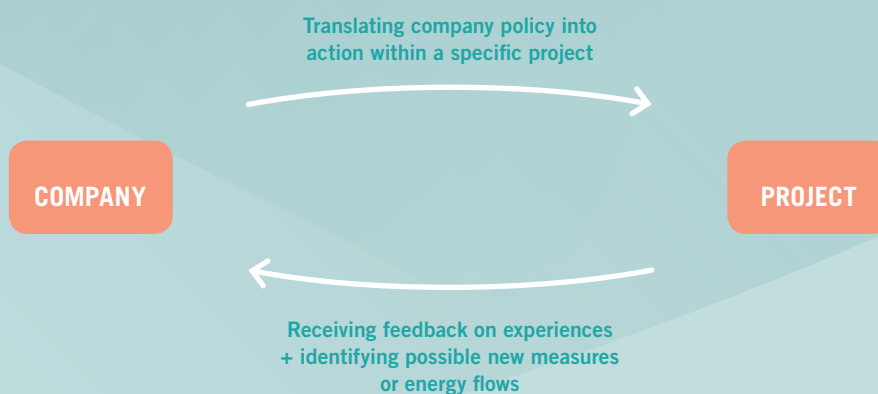 Translating company policy into
action within a specific project
COMPANY
PROJECT
Receiving feedback on experiences
+ identifying possible new measures
or energy flows